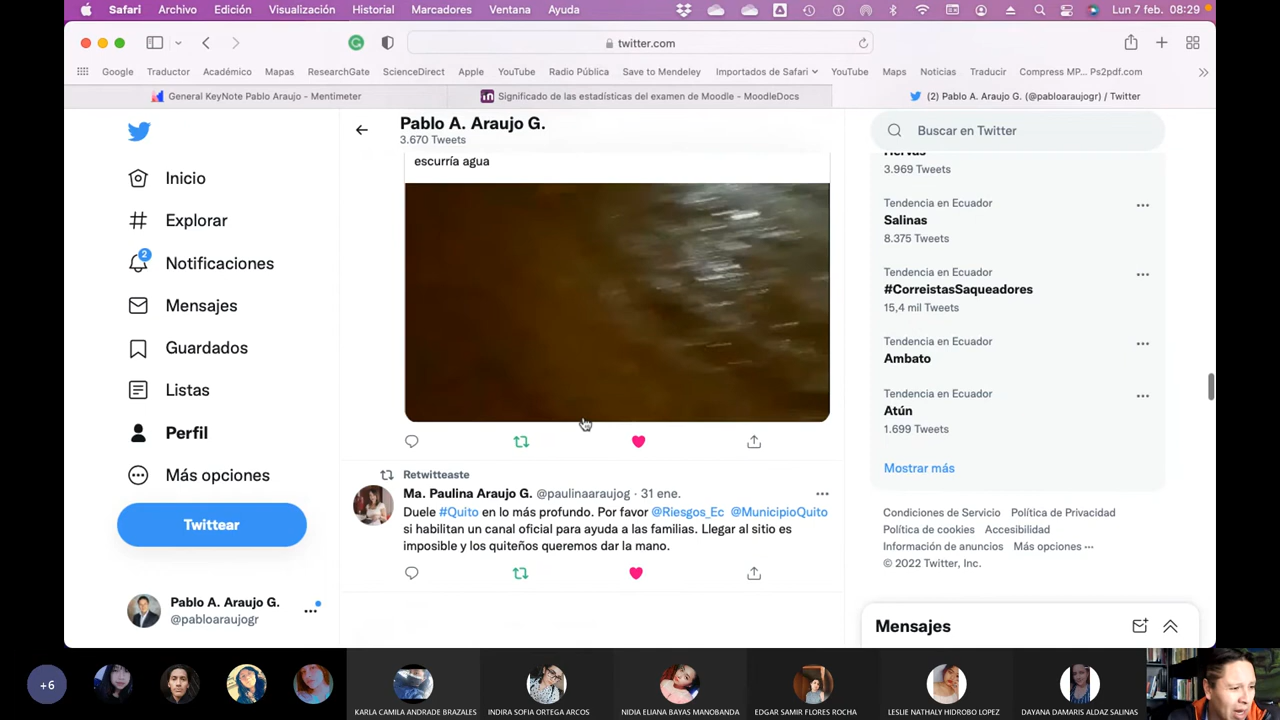 Safari Archivo Edición Visualización Historial Marcadores Ventana Ayuda Lun 7 feb. 08:29
twitter.com
Google Traductor Académico Mapas ResearchGate ScienceDirect Apple YouTube Radio Pública Save to Mendeley Importados de Safari YouTube Maps Noticias Traducir Compress MP... Ps2pdf.com
General KeyNote Pablo Araujo - Mentimeter Significado de las estadísticas del examen de Moodle - MoodleDocs (2) Pablo A. Araujo G. (@pabloaraujogr) / Twitter
Inicio
Explorar
2
Notificaciones
Mensajes
Guardados
Listas
Perfil
Más opciones
Twittear
Pablo A. Araujo G.
@pabloaraujogr
Pablo A. Araujo G.
3.670 Tweets
escurría agua
Retwitteaste
Ma. Paulina Araujo G. @paulinaaraujog · 31 ene.
Duele #Quito en lo más profundo. Por favor @Riesgos_Ec @MunicipioQuito
si habilitan un canal oficial para ayuda a las familias. Llegar al sitio es
imposible y los quiteños queremos dar la mano.
Buscar en Twitter
3.969 Tweets
Tendencia en Ecuador
Salinas
8.375 Tweets
Tendencia en Ecuador
#CorreistasSaqueadores
15,4 mil Tweets
Tendencia en Ecuador
Ambato
Tendencia en Ecuador
Atún
1.699 Tweets
Mostrar más
Condiciones de Servicio Política de Privacidad
Política de cookies Accesibilidad
Información de anuncios Más opciones ···
© 2022 Twitter, Inc.
Mensajes
+6
KARLA CAMILA ANDRADE BRAZALES
INDIRA SOFIA ORTEGA ARCOS
NIDIA ELIANA BAYAS MANOBANDA
EDGAR SAMIR FLORES ROCHA
LESLIE NATHALY HIDROBO LOPEZ
DAYANA DAMARIS ALDAZ SALINAS